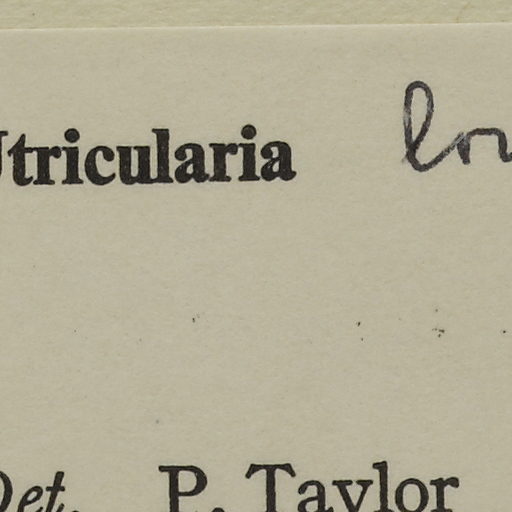 Utricularia
Det. P. Taylor